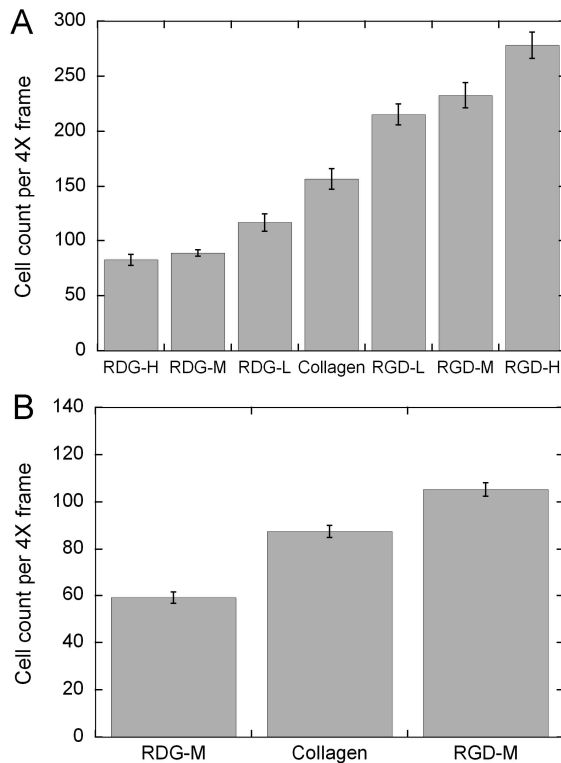 A
Cell count per 4X frame
300
250
200
150
100
50
0
RDG-H RDG-M RDG-L Collagen RGD-L RGD-M RGD-H
B
Cell count per 4X frame
140
120
100
80
60
40
20
0
RDG-M Collagen RGD-M